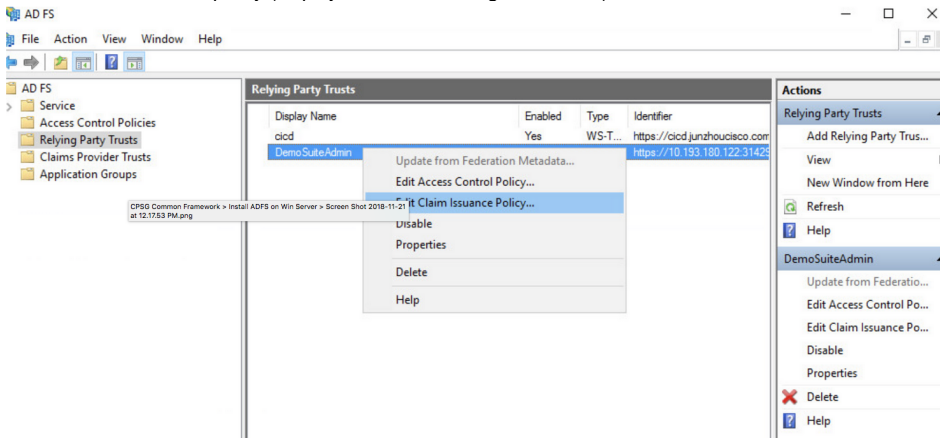 AD FS
File Action View Window Help
AD FS
Service
Access Control Policies
Relying Party Trusts
Claims Provider Trusts
Application Groups
CPSG Common Framework > Install ADFS on Win Server > Screen Shot 2018-11-21
at 12.17.53 PM.png
Relying Party Trusts
Display Name Enabled Type Identifier
cicd Yes WS-T... https://cicd.junzhoucisco.com
DemoSuiteAdmin https://10.193.180.122:31429
Update from Federation Metadata...
Edit Access Control Policy...
Edit Claim Issuance Policy...
Disable
Properties
Delete
Help
Actions
Relying Party Trusts
Add Relying Party Trus...
View
New Window from Here
Refresh
Help
DemoSuiteAdmin
Update from Federatio...
Edit Access Control Po...
Edit Claim Issuance Po...
Disable
Properties
Delete
Help